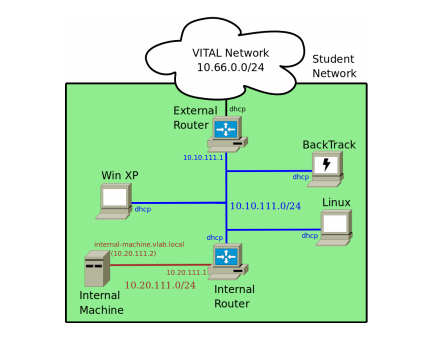 VITAL Network
10.66.0.0/24
Student
Network
dhcp
External
Router
10.10.111.1
BackTrack
dhcp
Win XP
dhcp
10.10.111.0/24
Linux
dhcp
dhcp
internal-machine.vlab.local
(10.20.111.2)
10.20.111.1
10.20.111.0/24
Internal
Machine
Internal
Router